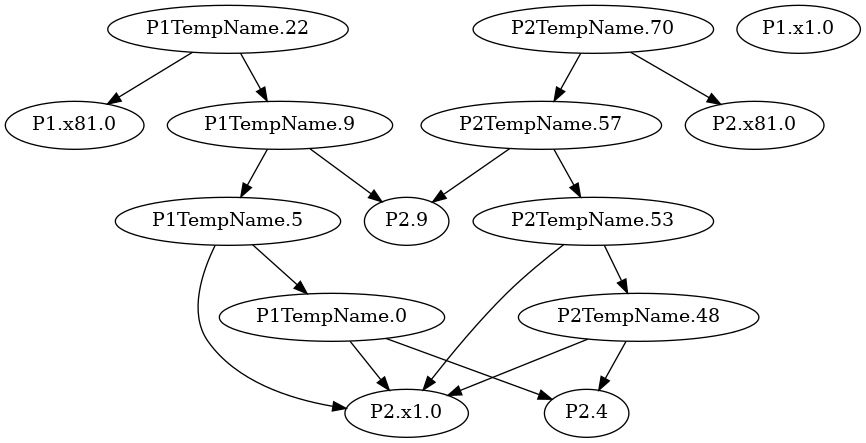 P1TempName.22
P2TempName.70
P1.x1.0
P1.x81.0
P1TempName.9
P2TempName.57
P2.x81.0
P1TempName.5
P2.9
P2TempName.53
P1TempName.0
P2TempName.48
P2.x1.0
P2.4